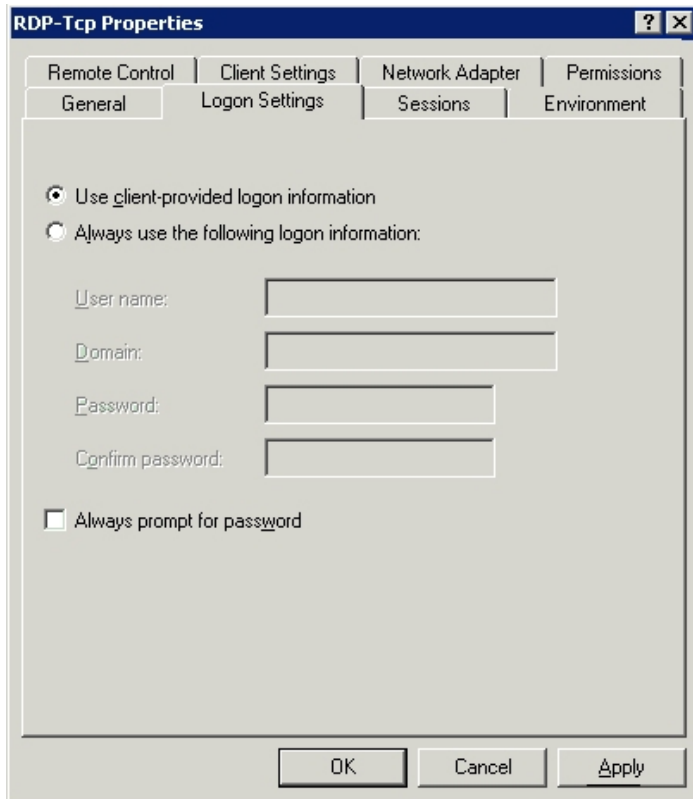 RDP-Tcp Properties
Remote Control Client Settings Network Adapter Permissions
General Logon Settings Sessions Environment
Use client-provided logon information
Always use the following logon information:
User name:
Domain:
Password:
Confirm password:
Always prompt for password
OK Cancel Apply